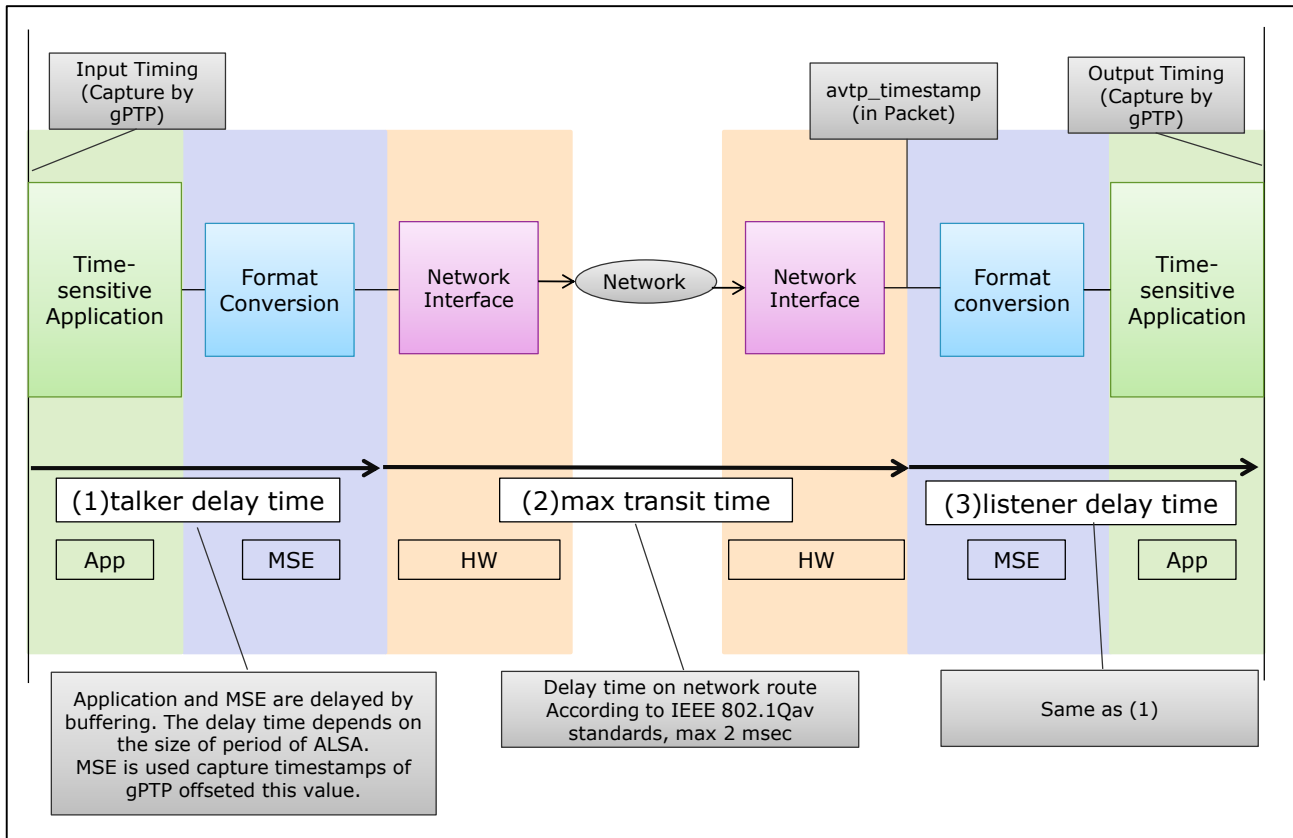 Input Timing
(Capture by
gPTP)
avtp_timestamp
(in Packet)
Output Timing
(Capture by
gPTP)
Time-
sensitive
Application
Format
Conversion
Network
Interface
Network
Network
Interface
Format
conversion
Time-
sensitive
Application
(1)talker delay time
(2)max transit time
(3)listener delay time
App
MSE
HW
HW
MSE
App
Application and MSE are delayed by
buffering. The delay time depends on
the size of period of ALSA.
MSE is used capture timestamps of
gPTP offseted this value.
Delay time on network route
According to IEEE 802.1Qav
standards, max 2 msec
Same as (1)